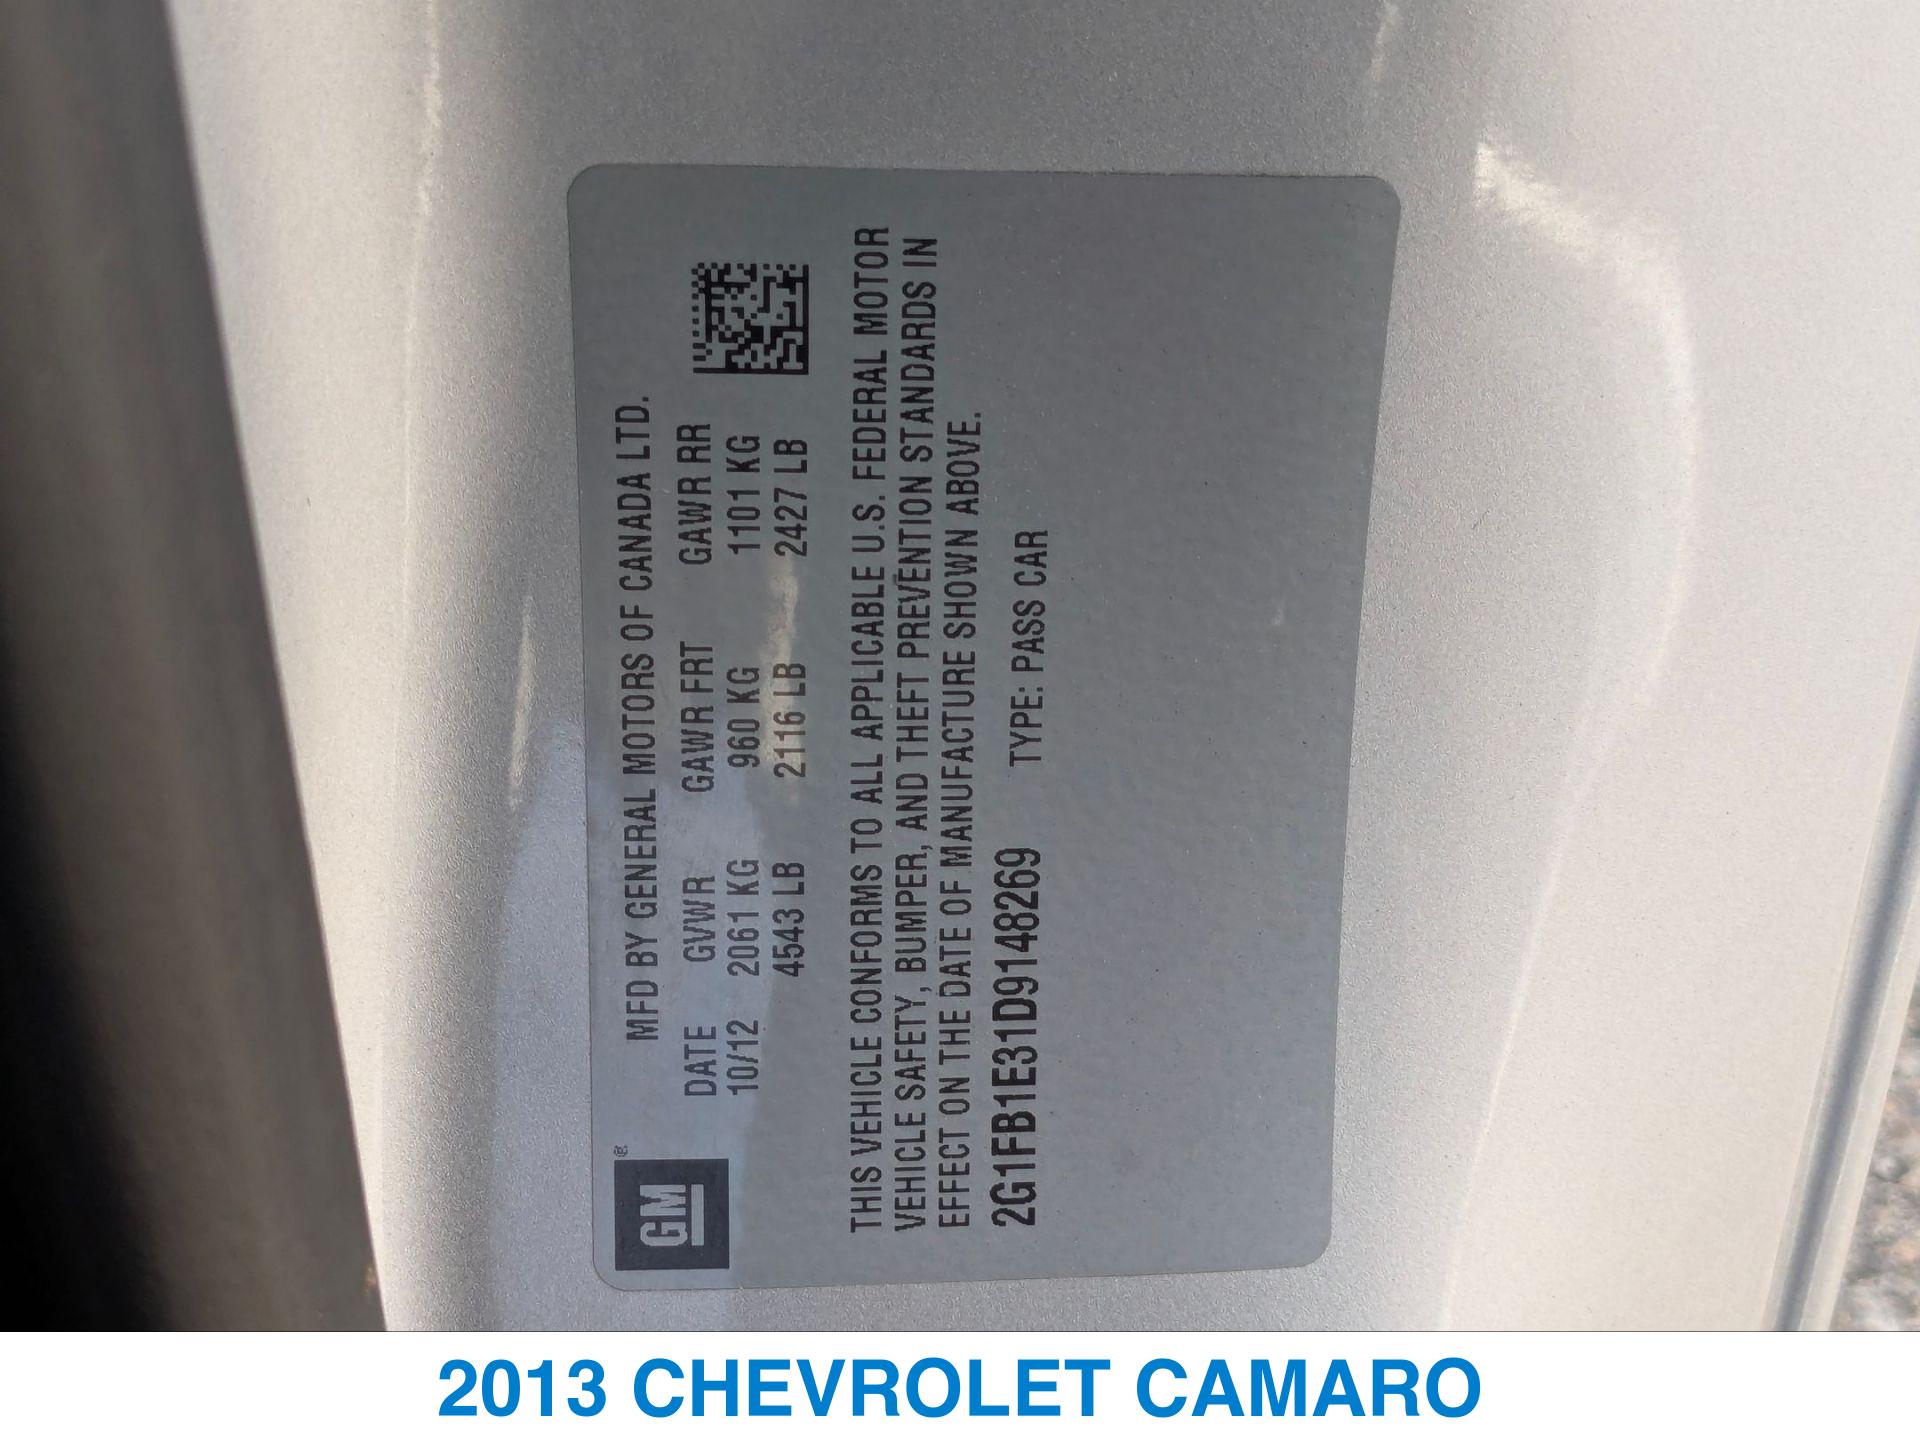 GM ®
MFD BY GENERAL MOTORS OF CANADA LTD.
DATE GVWR GAWR FRT GAWR RR
10/12 2061 KG 960 KG 1101 KG
4543 LB 2116 LB 2427 LB
THIS VEHICLE CONFORMS TO ALL APPLICABLE U.S. FEDERAL MOTOR
VEHICLE SAFETY, BUMPER, AND THEFT PREVENTION STANDARDS IN
EFFECT ON THE DATE OF MANUFACTURE SHOWN ABOVE.
2G1FB1E31D9148269 TYPE: PASS CAR
2013 CHEVROLET CAMARO